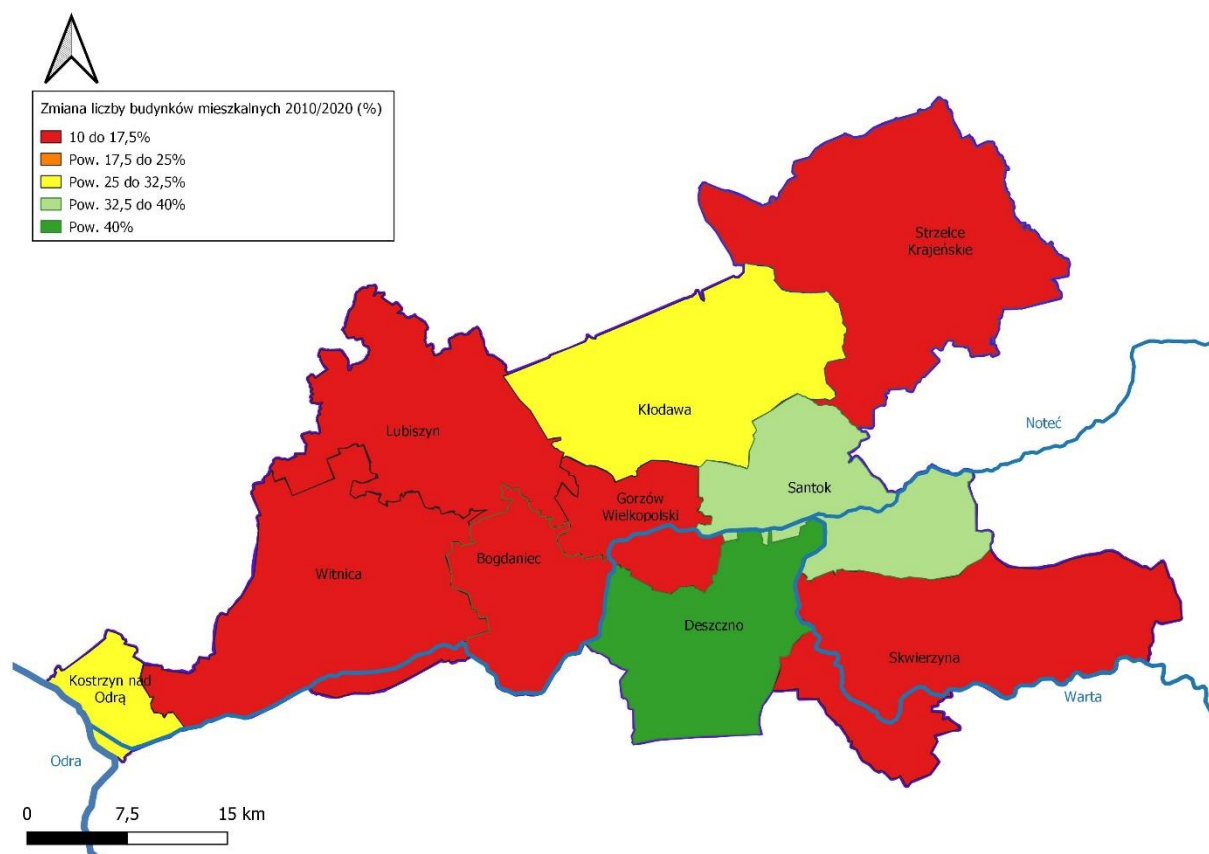 Zmiana liczby budynków mieszkalnych 2010/2020 (%)
10 do 17,5%
Pow. 17,5 do 25%
Pow. 25 do 32,5%
Pow. 32,5 do 40%
Pow. 40%
Strzelce
Krajeńskie
Kłodawa
Lubiszyn
Noteć
Santok
Gorzów
Wielkopolski
Bogdaniec
Witnica
Deszczno
Skwierzyna
Kostrzyn nad
Odrą
Warta
Odra
0 7,5 15 km